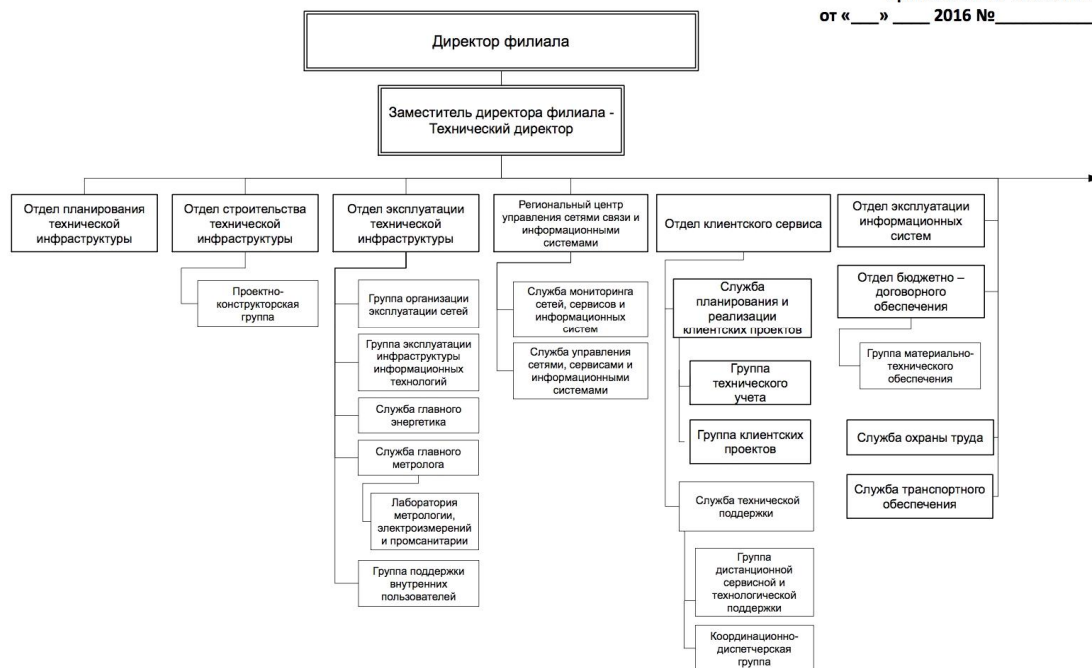 от «___» ____ 2016 №___________
Директор филиала
Заместитель директора филиала -
Технический директор
Отдел планирования
технической
инфраструктуры
Отдел строительства
технической
инфраструктуры
Проектно-
конструкторская
группа
Отдел эксплуатации
технической
инфраструктуры
Группа организации
эксплуатации сетей
Группа эксплуатации
инфраструктуры
информационных
технологий
Служба главного
энергетика
Служба главного
метролога
Лаборатория
метрологии,
электроизмерений
и промсанитарии
Группа поддержки
внутренних
пользователей
Региональный центр
управления сетями связи и
информационными
системами
Служба мониторинга
сетей, сервисов и
информационных
систем
Служба управления
сетями, сервисами и
информационными
системами
Отдел клиентского сервиса
Служба
планирования и
реализации
клиентских проектов
Группа
технического
учета
Группа клиентских
проектов
Служба технической
поддержки
Группа
дистанционной
сервисной и
технологической
поддержки
Координационно-
диспетчерская
группа
Отдел эксплуатации
информационных
систем
Отдел бюджетно –
договорного
обеспечения
Группа материально-
технического
обеспечения
Служба охраны труда
Служба транспортного
обеспечения